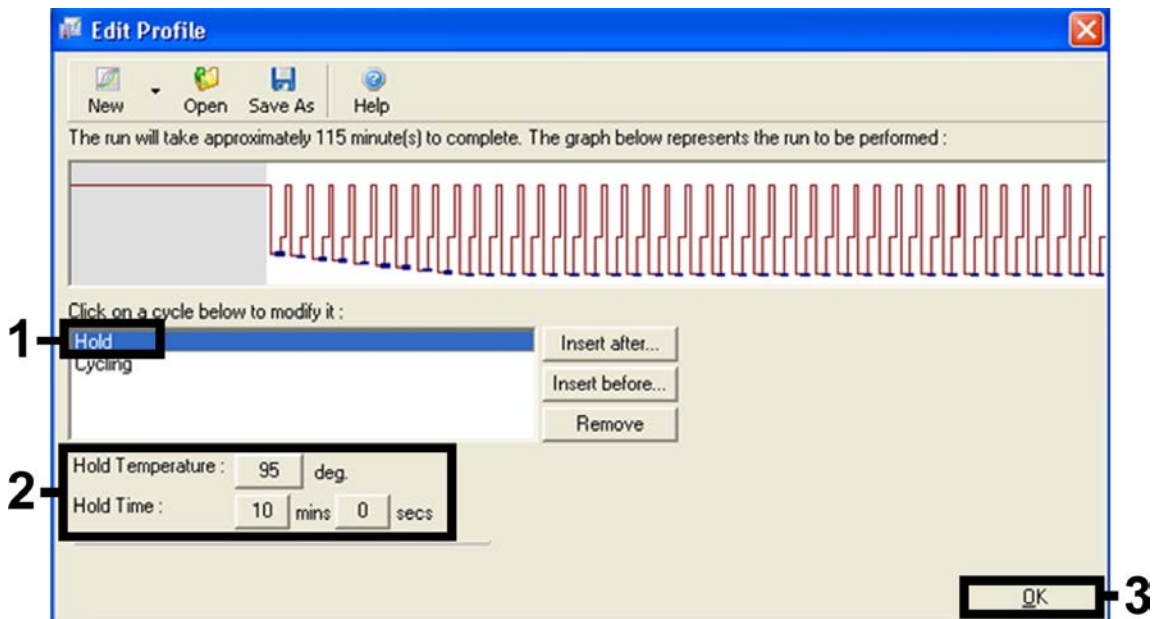 Edit Profile
New Open Save As Help
The run will take approximately 115 minute(s) to complete. The graph below represents the run to be performed :
Click on a cycle below to modify it :
1 Hold Insert after...
Cycling
Insert before...
Remove
2
Hold Temperature : 95 deg.
Hold Time : 10 mins 0 secs
OK 3